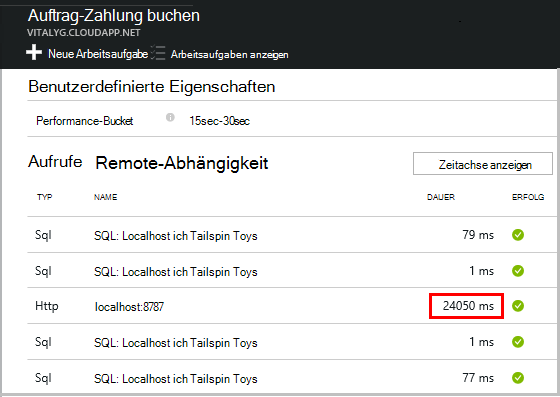 Auftrag-Zahlung buchen
VITALYG.CLOUDAPP.NET
Neue Arbeitsaufgabe Arbeitsaufgaben anzeigen
Benutzerdefinierte Eigenschaften
Performance-Bucket 15sec-30sec
Aufrufe Remote-Abhängigkeit Zeitachse anzeigen
TYP NAME DAUER ERFOLG
Sql SQL: Localhost ich Tailspin Toys 79 ms
Sql SQL: Localhost ich Tailspin Toys 1 ms
Http localhost:8787 24050 ms
Sql SQL: Localhost ich Tailspin Toys 1 ms
Sql SQL: Localhost ich Tailspin Toys 77 ms